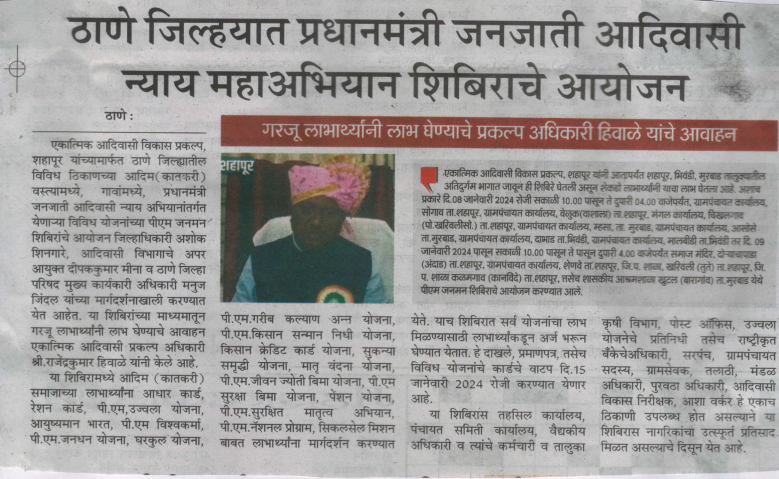 ठाणे जिल्हयात प्रधानमंत्री जनजाती आदिवासी
न्याय महाअभियान शिबिराचे आयोजन
ठाणे :
एकात्मिक आदिवासी विकास प्रकल्प,
शहापूर यांच्यामार्फत ठाणे जिल्ह्यातील
विविध ठिकाणच्या आदिम(कातकरी)
वस्त्यामध्ये, गावांमध्ये, प्रधानमंत्री
जनजाती आदिवासी न्याय अभियानांतर्गत
येणाऱ्या विविध योजनांच्या पीएम जनमन
शिबिरांचे आयोजन जिल्हाधिकारी अशोक
शिनगारे, आदिवासी विभागाचे अपर
आयुक्त दीपककुमार मीना व ठाणे जिल्हा
परिषद मुख्य कार्यकारी अधिकारी मनुज
जिंदल यांच्या मार्गदर्शनाखाली करण्यात
येत आहेत. या शिबिरांच्या माध्यमातून
गरजू लाभार्थ्यांनी लाभ घेण्याचे आवाहन
एकात्मिक आदिवासी प्रकल्प अधिकारी
श्री.राजेंद्रकुमार हिवाळे यांनी केले आहे.
या शिबिरामध्ये आदिम (कातकरी)
समाजाच्या लाभार्थ्यांना आधार कार्ड,
रेशन कार्ड, पी.एम.उज्वला योजना,
आयुष्यमान भारत, पी.एम विश्वकर्मा,
पी.एम.जनधन योजना, घरकुल योजना,
गरजू लाभार्थ्यांनी लाभ घेण्याचे प्रकल्प अधिकारी हिवाळे यांचे आवाहन
शहापूर
एकात्मिक आदिवासी विकास प्रकल्प, शहापूर यांनी आतापर्यंत शहापूर, भिवंडी, मुरबाड तालुक्यातील
अतिदुर्गम भागात जावून ही शिबिरे घेतली असून शेकडो लाभार्थ्यांनी याचा लाभ घेतला आहे. अशाच
प्रकारे दि.08 जानेवारी 2024 रोजी सकाळी 10.00 पासून ते दुपारी 04.00 वाजेपर्यंत, ग्रामपंचायत कार्यालय,
सोगाव ता.शहापूर, ग्रामपंचायत कार्यालय, वेलुक(वाशाला) ता.शहापूर, मंगल कार्यालय, चिखलगाव
(पो.खरिवलीसो.) ता.शहापूर, ग्रामपंचायत कार्यालय, म्हसा, ता. मुरबाड, ग्रामपंचायत कार्यालय, आसोसे
ता.मुरबाड, ग्रामपंचायत कार्यालय, दाभाड ता.भिवंडी, ग्रामपंचायत कार्यालय, मालबीडी ता.भिवंडी तर दि. 09
जानेवारी 2024 पासून सकाळी 10.00 पासून ते पासून दुपारी 4.00 वाजेपर्यंत समाज मंदिर, दोऱ्याचापाडा
(अंदाड) ता.शहापूर, ग्रामपंचायत कार्यालय, शेणवे ता.शहापूर, जि.प. शाळा, खरिवली (तुते) ता.शहापूर, जि.
प. शाळा कळमगाव (कानविंदे) ता.शहापूर, तसेच शासकीय आश्रमशाळा खुटल (बारागांव) ता.मुरबाड येथे
पीएम जनमन शिबिराचे आयोजन करण्यात आले.
पी.एम.गरीब कल्याण अन्न योजना,
पी.एम.किसान सन्मान निधी योजना,
किसान क्रेडिट कार्ड योजना, सुकन्या
समृद्धी योजना, मातृ वंदना योजना,
पी.एम.जीवन ज्योती बिमा योजना, पी.एम
सुरक्षा बिमा योजना, पेंशन योजना,
पी.एम.सुरक्षित मातृत्व अभियान,
पी.एम.नॅशनल प्रोग्राम, सिकलसेल मिशन
बाबत लाभार्थ्यांना मार्गदर्शन करण्यात
येते. याच शिबिरात सर्व योजनांचा लाभ
मिळण्यासाठी लाभार्थ्यांकडून अर्ज भरून
घेण्यात येतात. हे दाखले, प्रमाणपत्र, तसेच
विविध योजनांचे कार्डचे वाटप दि.15
जानेवारी 2024 रोजी करण्यात येणार
आहे.
या शिबिरांस तहसिल कार्यालय,
पंचायत समिती कार्यालय, वैद्यकीय
अधिकारी व त्यांचे कर्मचारी व तालुका
कृषी विभाग, पोस्ट ऑफिस, उज्वला
योजनेचे प्रतिनिधी तसेच राष्ट्रीकृत
बँकेचेअधिकारी, सरपंच, ग्रामपंचायत
सदस्य, ग्रामसेवक, तलाठी, मंडळ
अधिकारी, पुरवठा अधिकारी, आदिवासी
विकास निरीक्षक, आशा वर्कर हे एकाच
ठिकाणी उपलब्ध होत असल्याने या
शिबिरास नागरिकांचा उत्स्फूर्त प्रतिसाद
मिळत असल्याचे दिसून येत आहे.